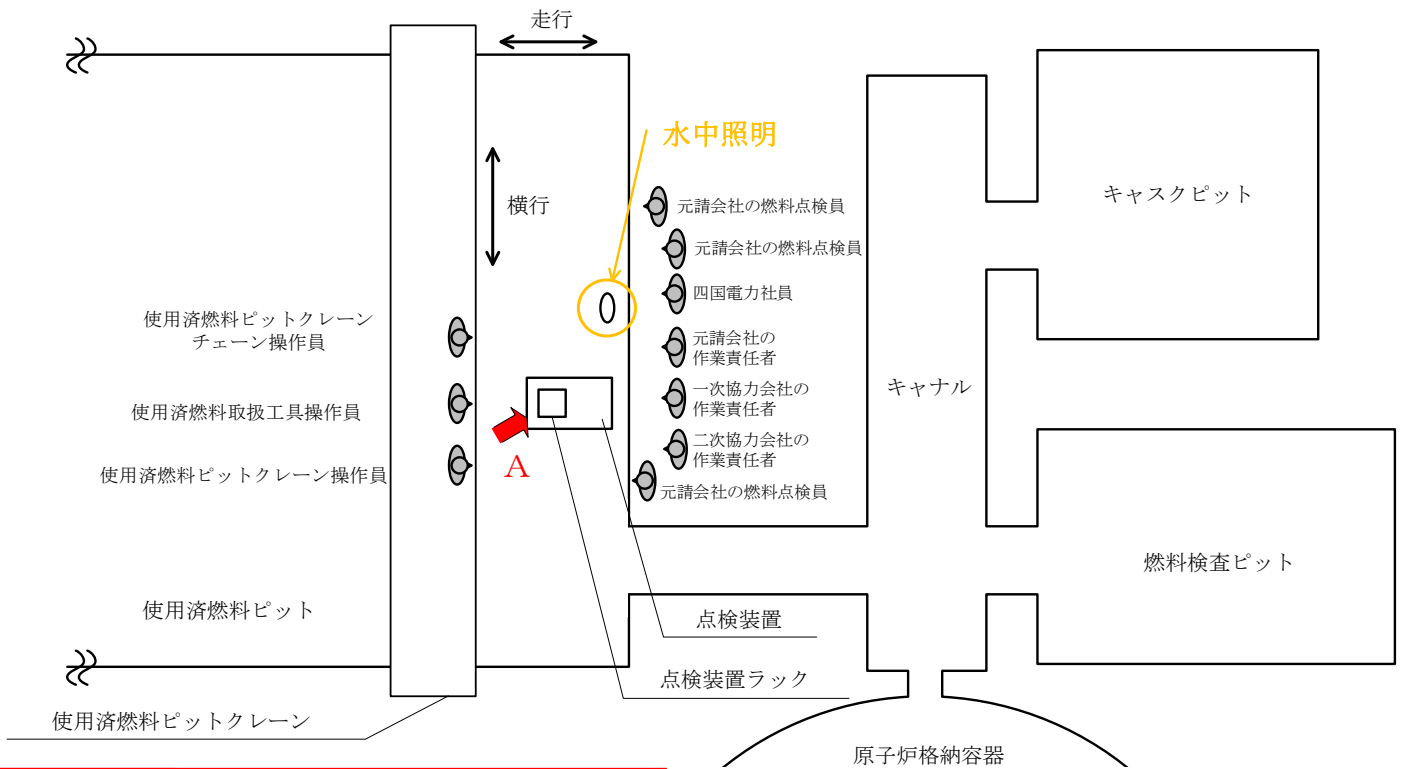 走行
水中照明
横行
元請会社の燃料点検員
元請会社の燃料点検員
四国電力社員
元請会社の
作業責任者
一次協力会社の
作業責任者
二次協力会社の
作業責任者
元請会社の燃料点検員
使用済燃料ピットクレーン
チェーン操作員
使用済燃料取扱工具操作員
使用済燃料ピットクレーン操作員
A
キャスクピット
キャナル
燃料検査ピット
使用済燃料ピット
点検装置
点検装置ラック
使用済燃料ピットクレーン
原子炉格納容器